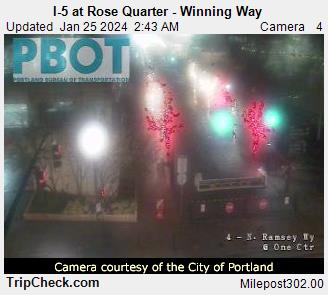 I-5 at Rose Quarter - Winning Way
Updated Jan 25 2024 2:43 AM Camera 4
PBOT
PORTLAND BUREAU OF TRANSPORTATION
4 - N. Ramsey Wy
@ One Ctr
Camera courtesy of the City of Portland
TripCheck.com Milepost302.00